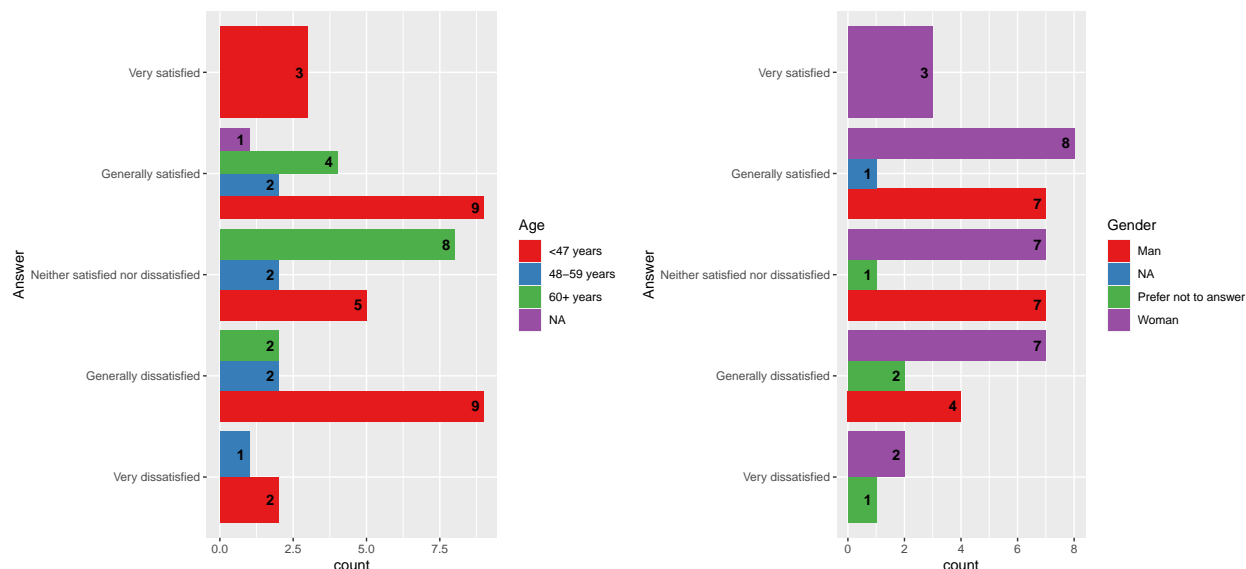 Very satisfied
Generally satisfied
Neither satisfied nor dissatisfied
Generally dissatisfied
Very dissatisfied
Answer
3
1
4
2
9
8
2
5
2
2
9
1
2
0.0 2.5 5.0 7.5
count
Age
<47 years
48–59 years
60+ years
NA
Very satisfied
Generally satisfied
Neither satisfied nor dissatisfied
Generally dissatisfied
Very dissatisfied
Answer
3
8
1
7
7
1
7
7
2
4
2
1
0 2 4 6 8
count
Gender
Man
NA
Prefer not to answer
Woman